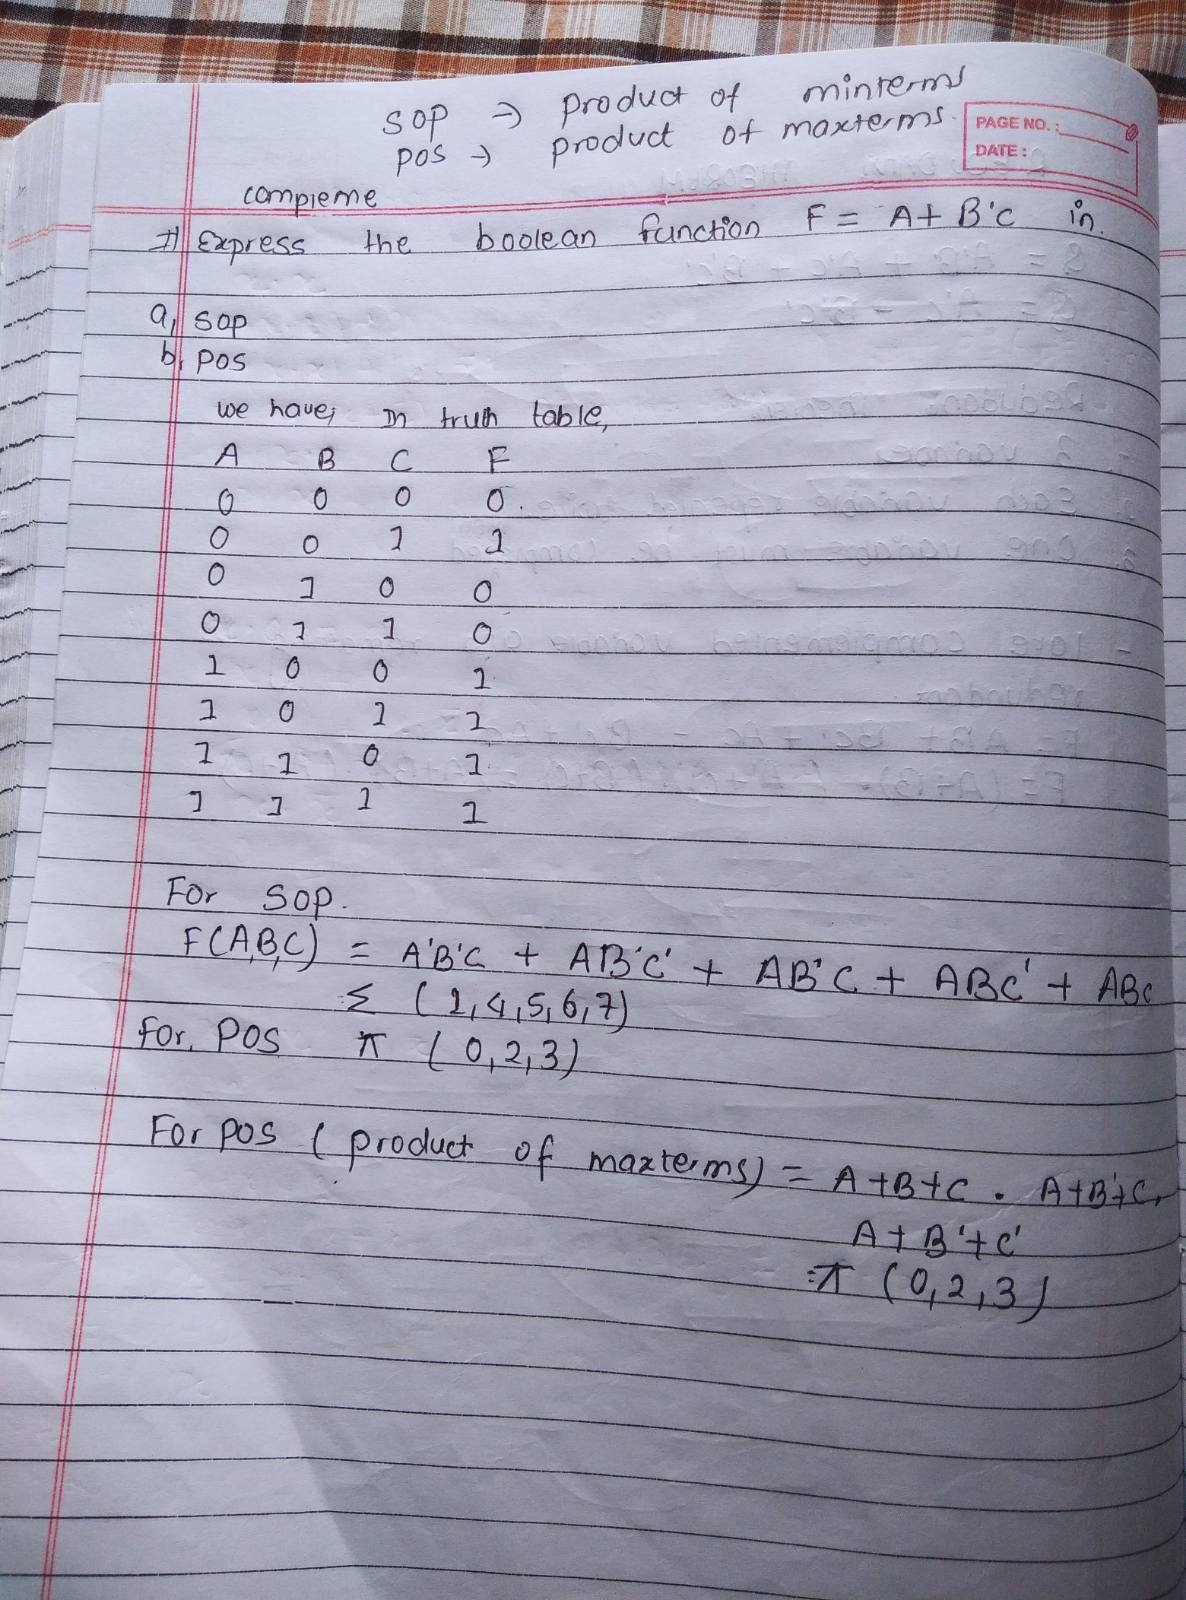 SOP → product of minterms
POS → product of maxterms.
PAGE NO.:
DATE:
compleme
# Express the boolean function F = A+ B'C in.
a, SOP
b, POS
we have, In truth table,
A B C F
0 0 0 0.
0 0 1 1
0 1 0 0
0 1 1 0
1 0 0 1
1 0 1 1
1 1 0 1
1 1 1 1
For SOP.
F(A,B,C) = A'B'C + AB'C' + AB'C + ABC' + ABC
= Σ (1,4,5,6,7)
for, POS π (0,2,3)
For POS (product of maxterms) = A+B+C . A+B'+C.
A+B'+C'
= π (0,2,3)